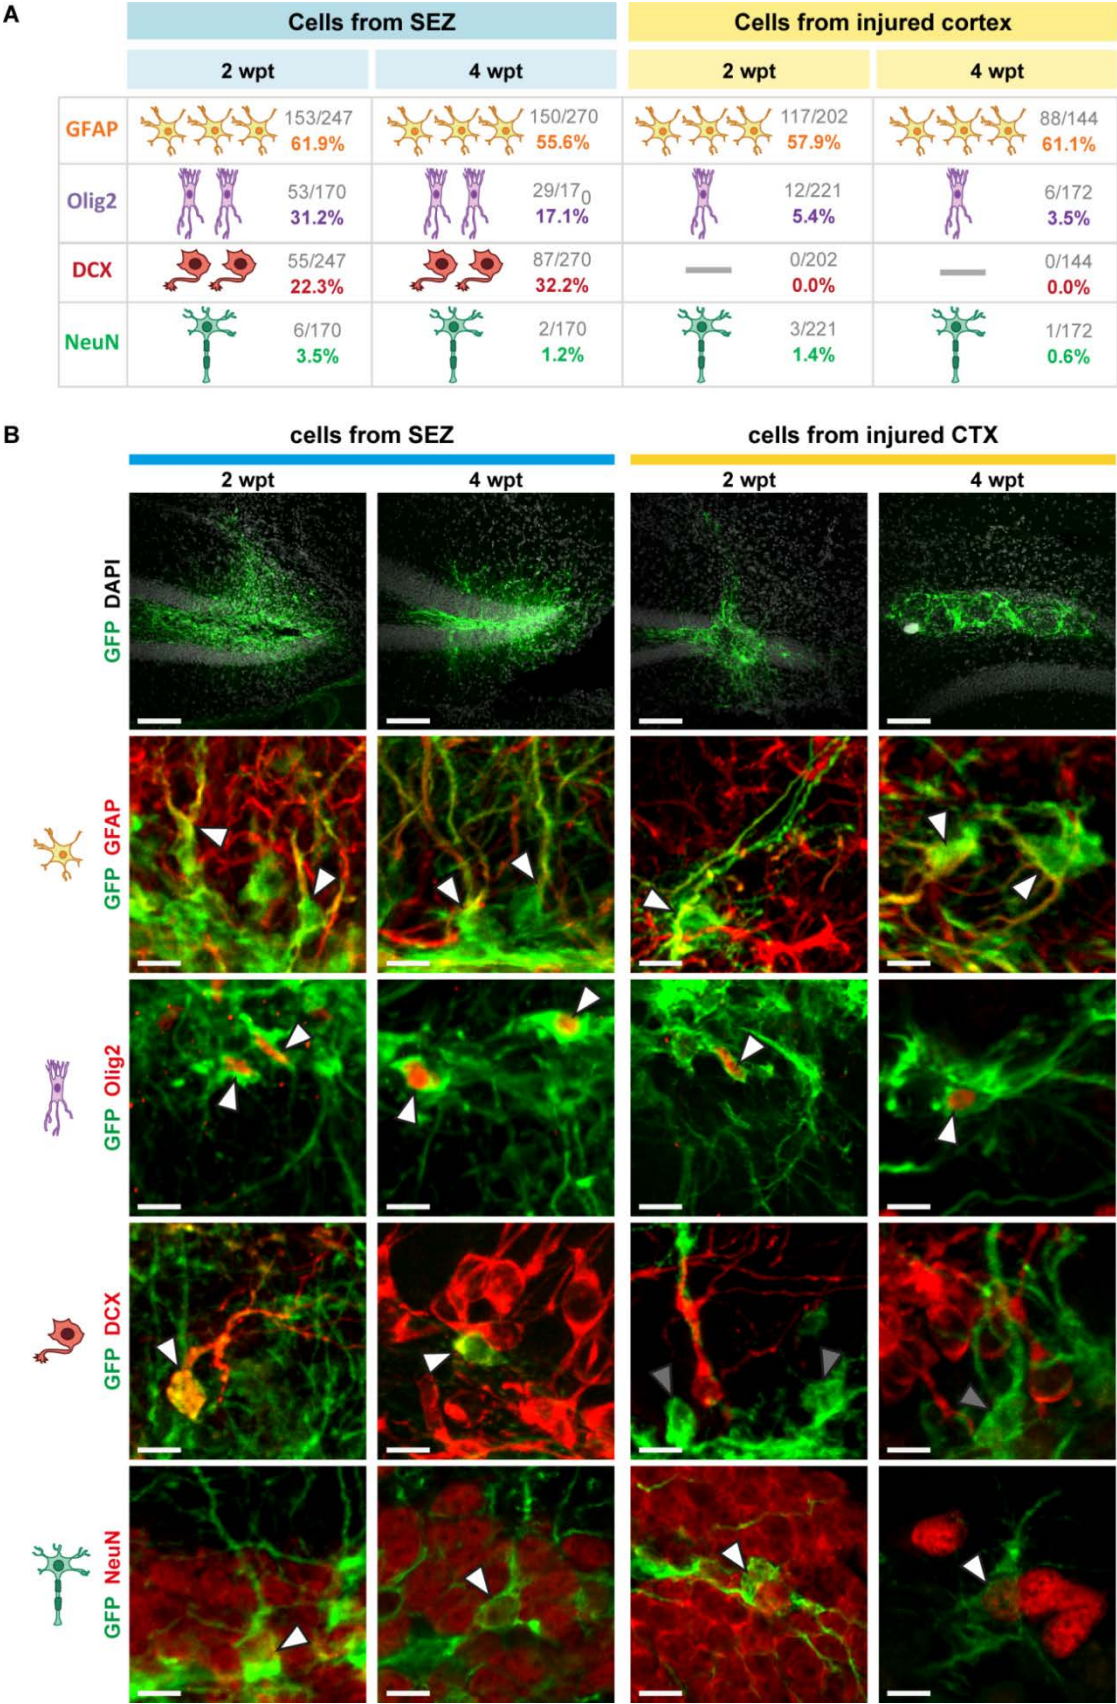 A
Cells from SEZ
Cells from injured cortex
2 wpt
4 wpt
2 wpt
4 wpt
GFAP
153/247
61.9%
150/270
55.6%
117/202
57.9%
88/144
61.1%
Olig2
53/170
31.2%
29/170
17.1%
12/221
5.4%
6/172
3.5%
DCX
55/247
22.3%
87/270
32.2%
0/202
0.0%
0/144
0.0%
NeuN
6/170
3.5%
2/170
1.2%
3/221
1.4%
1/172
0.6%
B
cells from SEZ
cells from injured CTX
2 wpt
4 wpt
2 wpt
4 wpt
GFP DAPI
GFP GFAP
GFP Olig2
GFP DCX
GFP NeuN